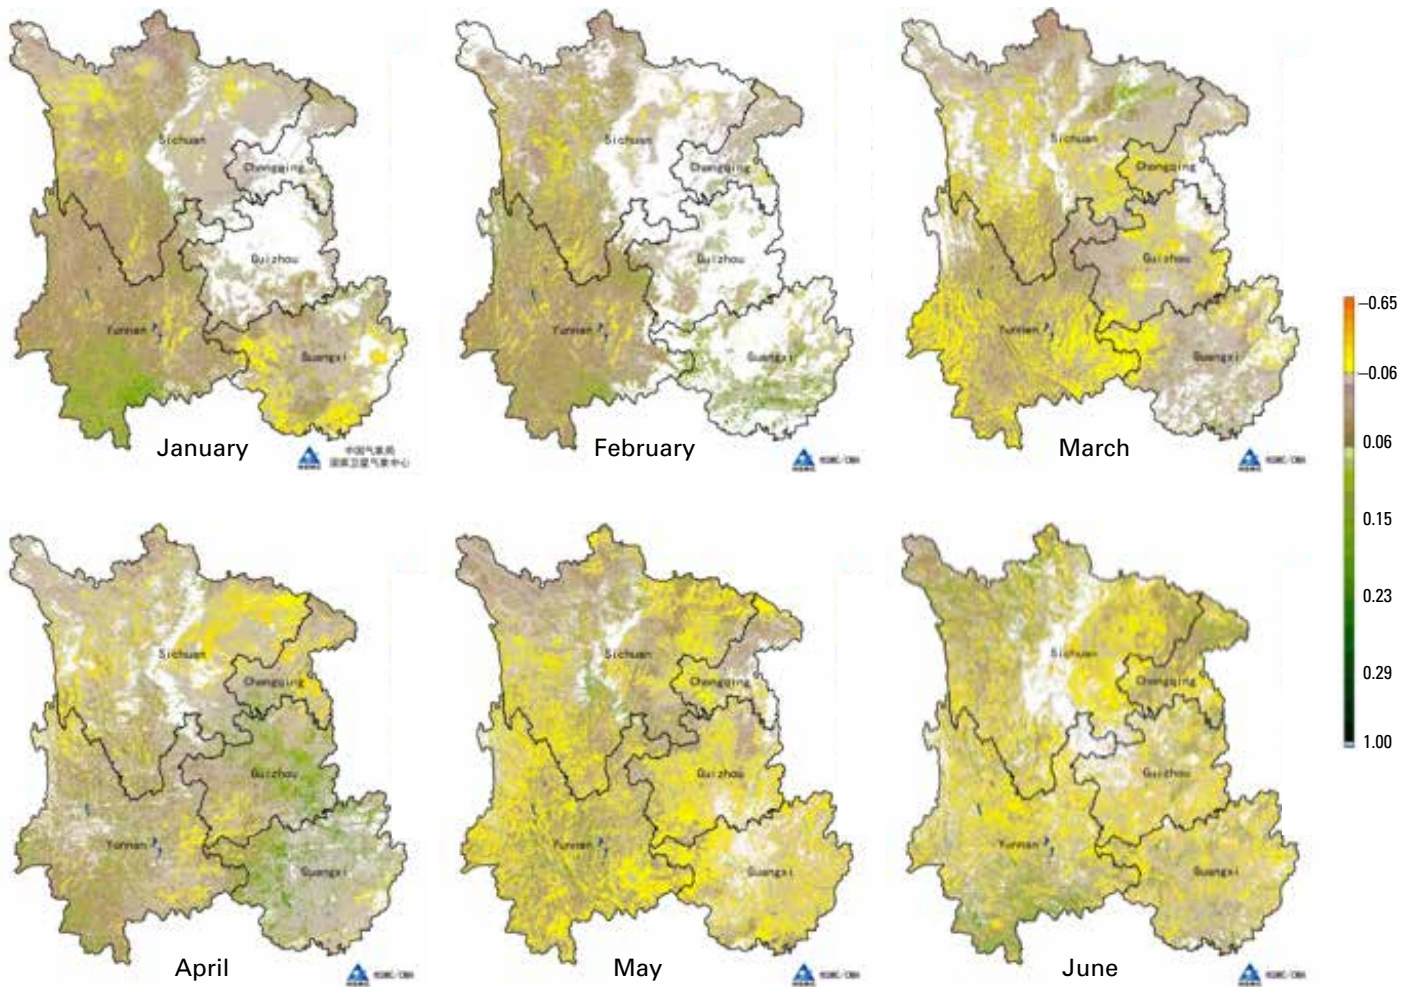 Sichuan
Chongqing
Guizhou
Yunnan
Guangxi
January
中国气象局
国家卫星气象中心
Sichuan
Chongqing
Guizhou
Yunnan
Guangxi
February
NSMC/CMA
Sichuan
Chongqing
Guizhou
Yunnan
Guangxi
March
NSMC/CMA
-0.65
-0.06
0.06
0.15
0.23
0.29
1.00
Sichuan
Chongqing
Guizhou
Yunnan
Guangxi
April
NSMC/CMA
Sichuan
Chongqing
Guizhou
Yunnan
Guangxi
May
NSMC/CMA
Sichuan
Chongqing
Guizhou
Yunnan
Guangxi
June
NSMC/CMA